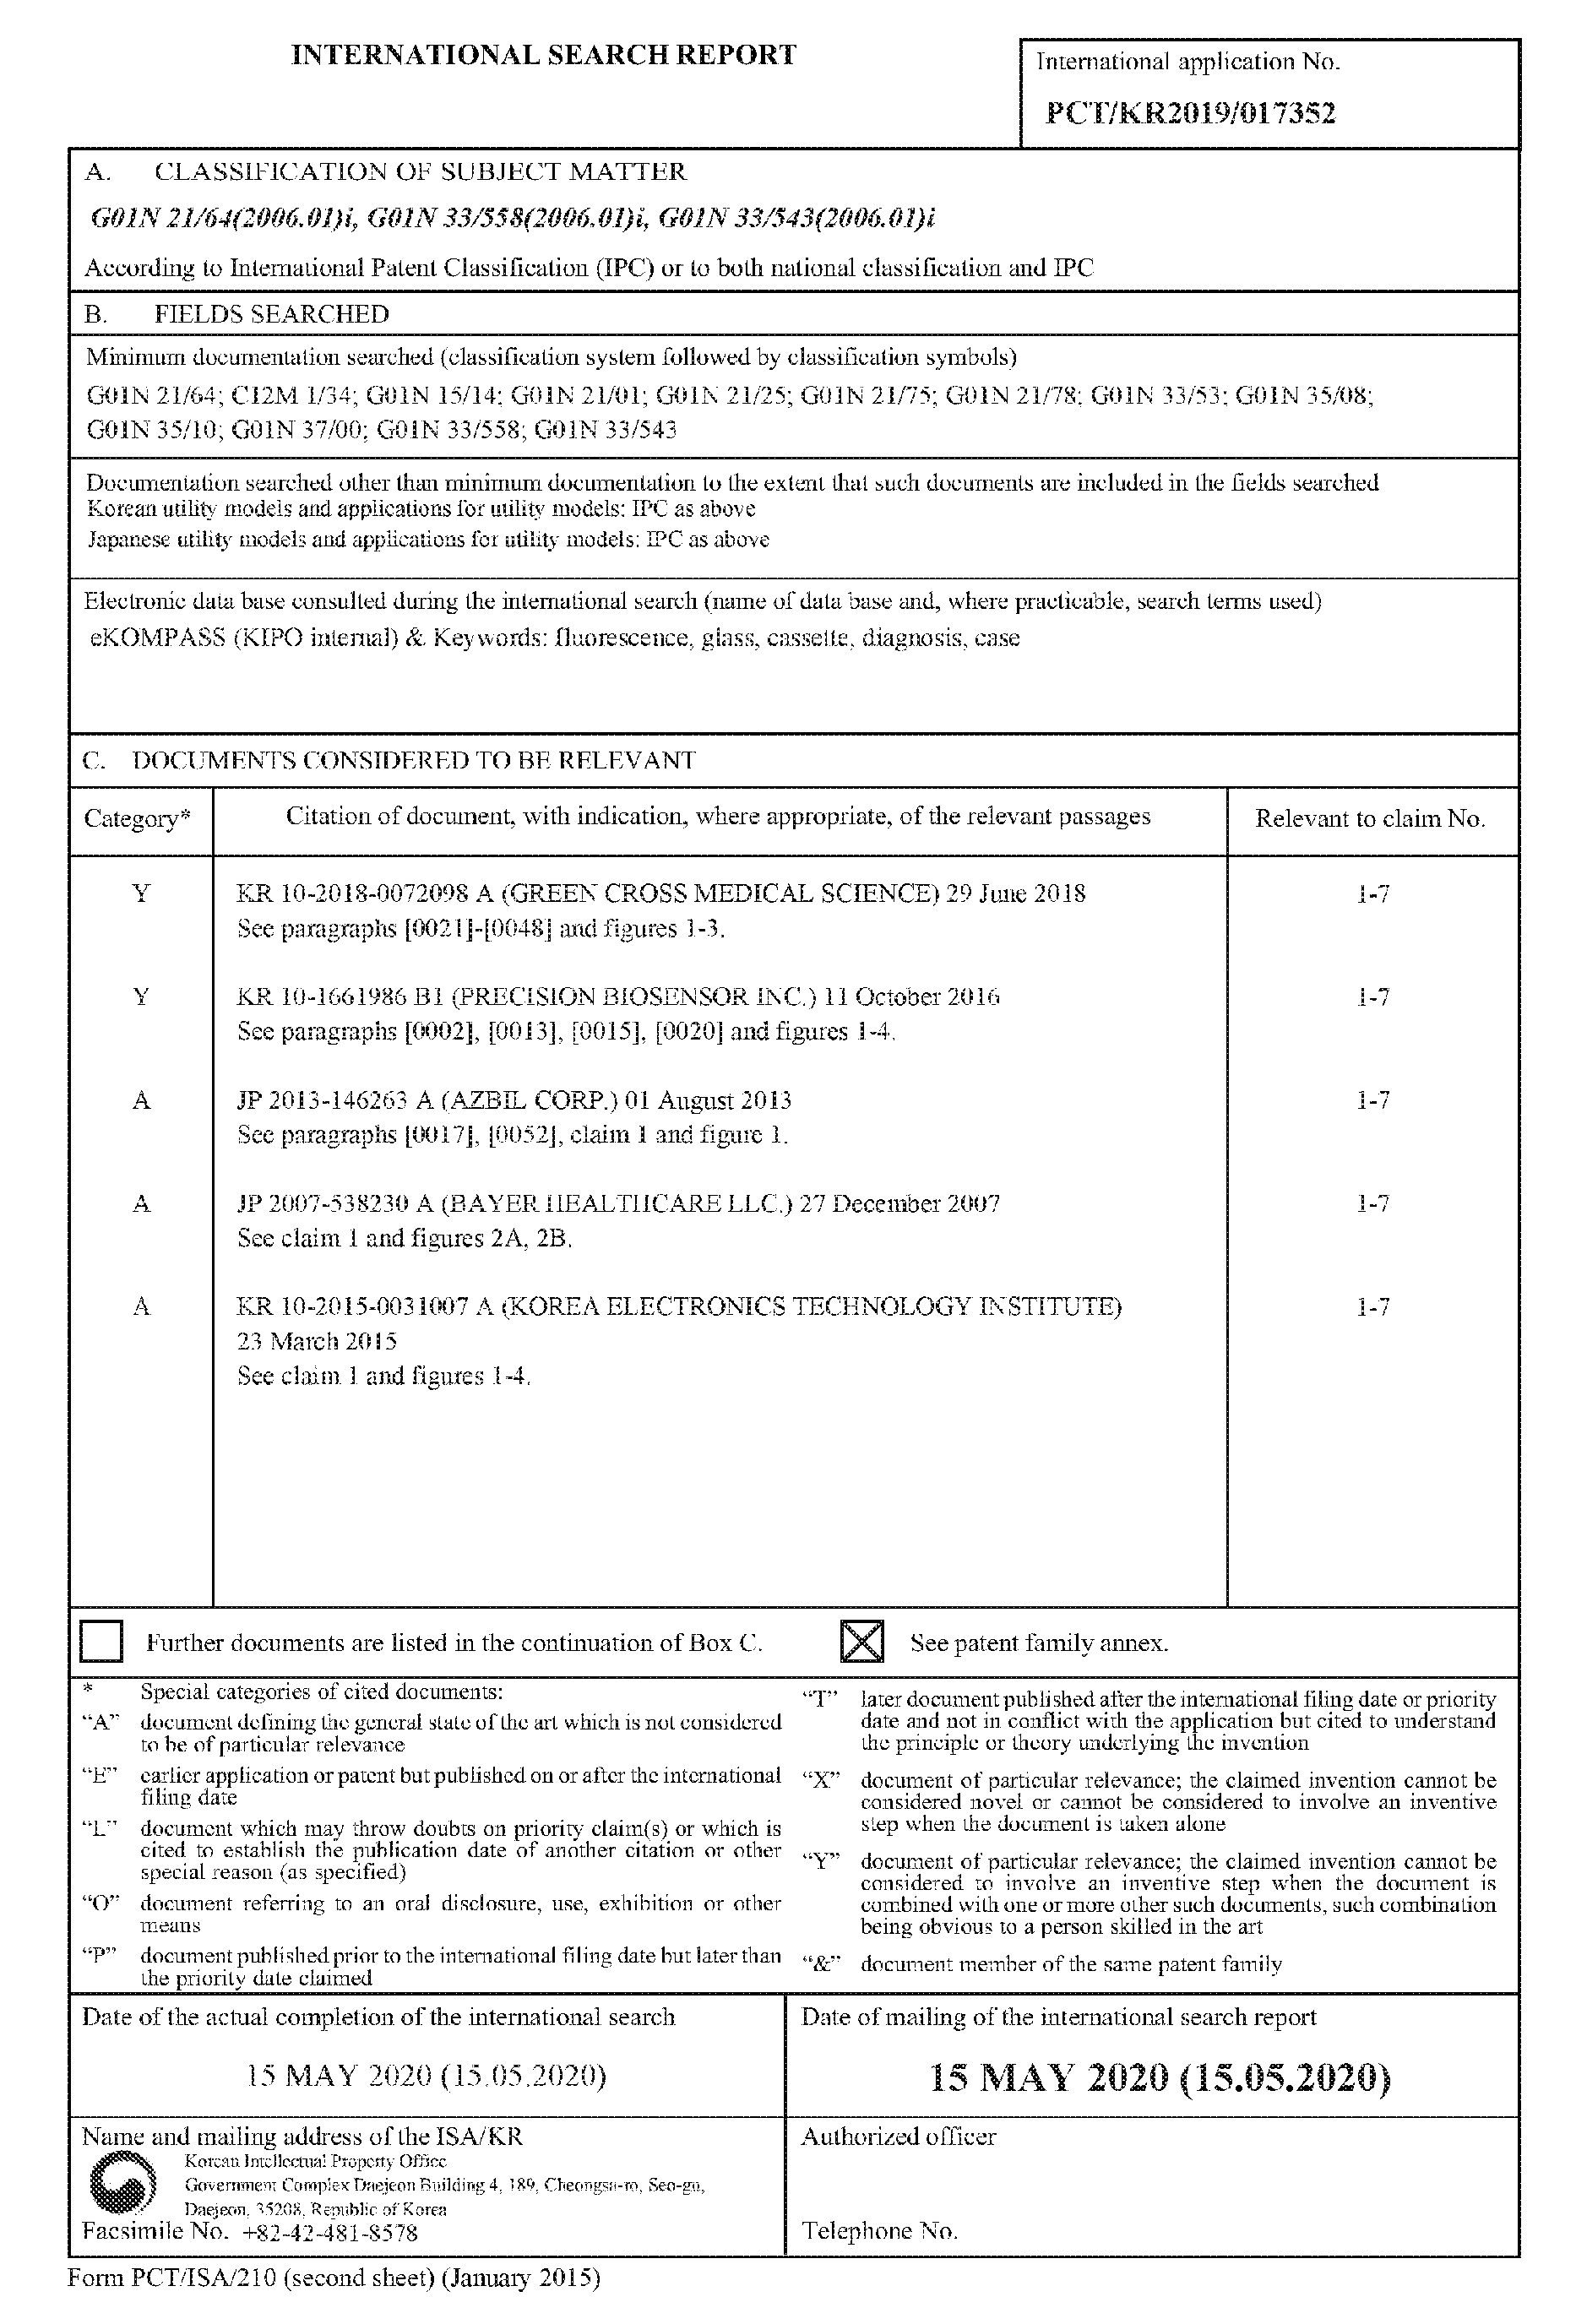 INTERNATIONAL SEARCH REPORT
International application No.
PCT/KR2019/017352
A. CLASSIFICATION OF SUBJECT MATTER
G01N 21/64(2006.01)i, G01N 33/558(2006.01)i, G01N 33/543(2006.01)i
According to International Patent Classification (IPC) or to both national classification and IPC
B. FIELDS SEARCHED
Minimum documentation searched (classification system followed by classification symbols)
G01N 21/64; C12M 1/34; G01N 15/14; G01N 21/01; G01N 21/25; G01N 21/75; G01N 21/78; G01N 33/53; G01N 35/08;
G01N 35/10; G01N 37/00; G01N 33/558; G01N 33/543
Documentation searched other than minimum documentation to the extent that such documents are included in the fields searched
Korean utility models and applications for utility models: IPC as above
Japanese utility models and applications for utility models: IPC as above
Electronic data base consulted during the international search (name of data base and, where practicable, search terms used)
eKOMPASS (KIPO internal) & Keywords: fluorescence, glass, cassette, diagnosis, case
C. DOCUMENTS CONSIDERED TO BE RELEVANT
Category* Citation of document, with indication, where appropriate, of the relevant passages Relevant to claim No.
Y KR 10-2018-0072098 A (GREEN CROSS MEDICAL SCIENCE) 29 June 2018 1-7
See paragraphs [0021]-[0048] and figures 1-3.
Y KR 10-1661986 B1 (PRECISION BIOSENSOR INC.) 11 October 2016 1-7
See paragraphs [0002], [0013], [0015], [0020] and figures 1-4.
A JP 2013-146263 A (AZBIL CORP.) 01 August 2013 1-7
See paragraphs [0017], [0052], claim 1 and figure 1.
A JP 2007-538230 A (BAYER HEALTHCARE LLC.) 27 December 2007 1-7
See claim 1 and figures 2A, 2B.
A KR 10-2015-0031007 A (KOREA ELECTRONICS TECHNOLOGY INSTITUTE) 1-7
23 March 2015
See claim 1 and figures 1-4.
Further documents are listed in the continuation of Box C.
See patent family annex.
* Special categories of cited documents:
"A" document defining the general state of the art which is not considered
to be of particular relevance
"E" earlier application or patent but published on or after the international
filing date
"L" document which may throw doubts on priority claim(s) or which is
cited to establish the publication date of another citation or other
special reason (as specified)
"O" document referring to an oral disclosure, use, exhibition or other
means
"P" document published prior to the international filing date but later than
the priority date claimed
"T" later document published after the international filing date or priority
date and not in conflict with the application but cited to understand
the principle or theory underlying the invention
"X" document of particular relevance; the claimed invention cannot be
considered novel or cannot be considered to involve an inventive
step when the document is taken alone
"Y" document of particular relevance; the claimed invention cannot be
considered to involve an inventive step when the document is
combined with one or more other such documents, such combination
being obvious to a person skilled in the art
"&" document member of the same patent family
Date of the actual completion of the international search
15 MAY 2020 (15.05.2020)
Date of mailing of the international search report
15 MAY 2020 (15.05.2020)
Name and mailing address of the ISA/KR
Korean Intellectual Property Office
Government Complex Daejeon Building 4, 189, Cheongsa-ro, Seo-gu,
Daejeon, 35208, Republic of Korea
Facsimile No. +82-42-481-8578
Authorized officer
Telephone No.
Form PCT/ISA/210 (second sheet) (January 2015)